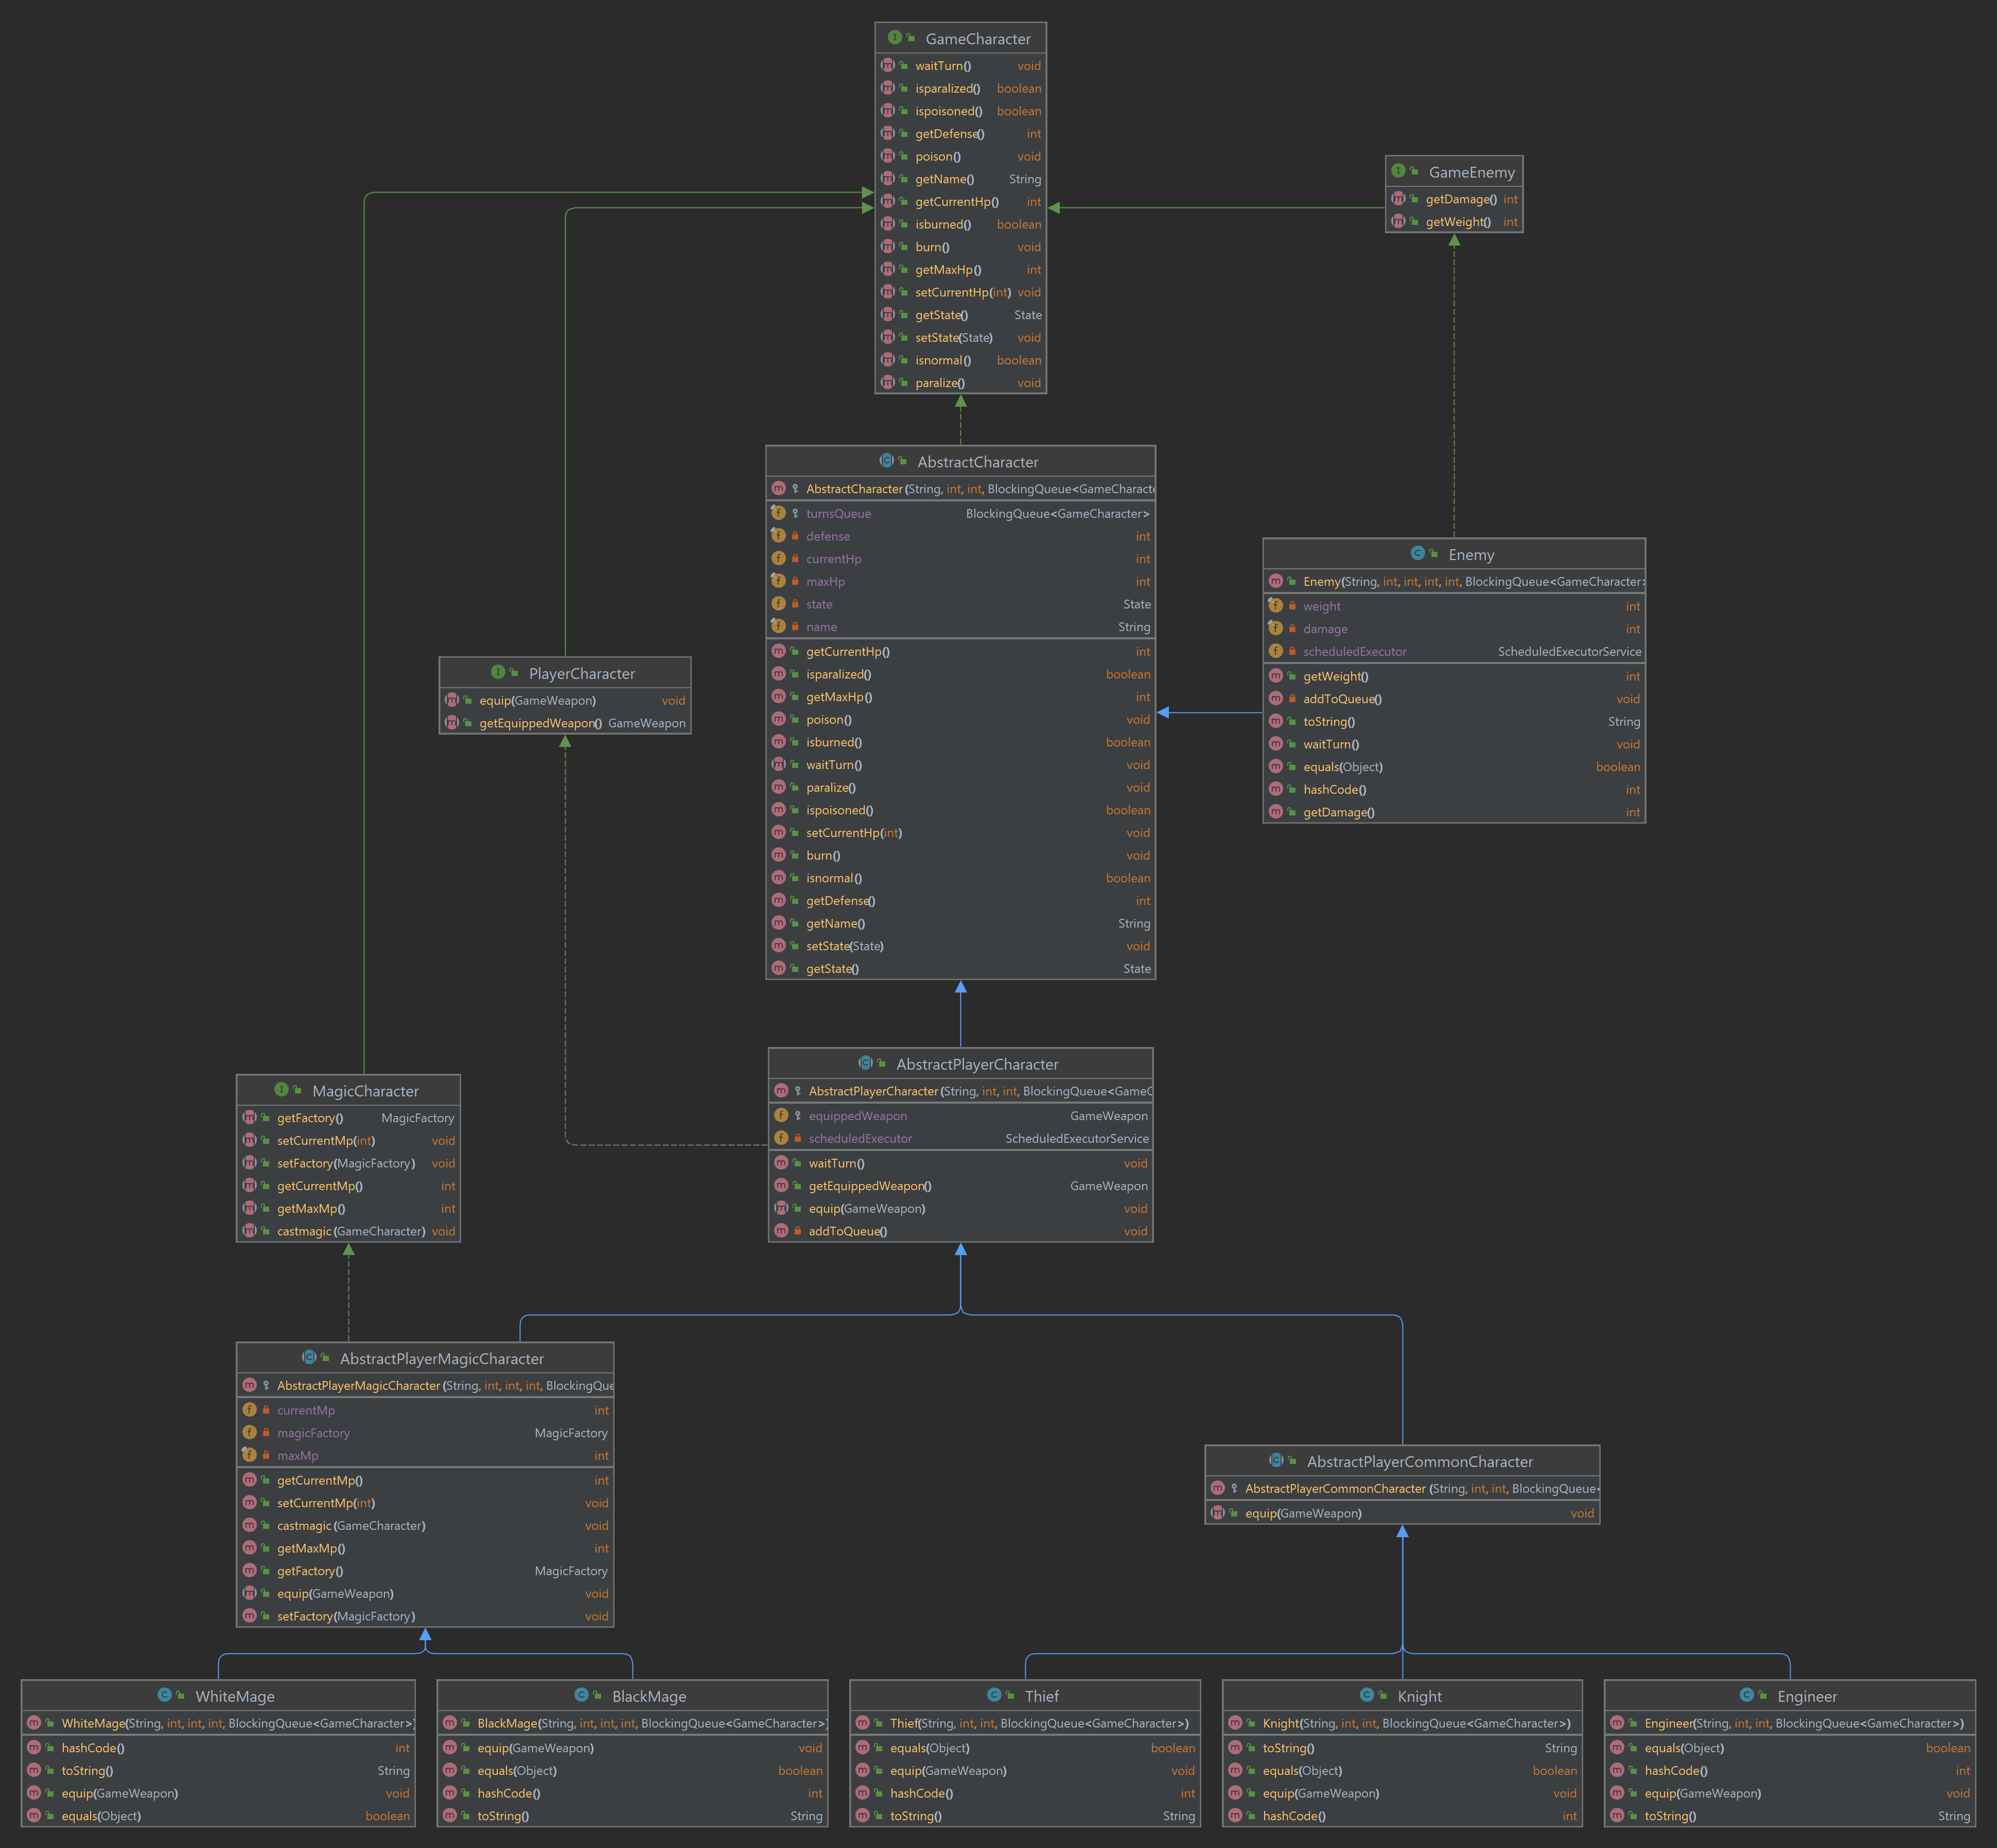 GameCharacter
waitTurn() void
isparalized() boolean
ispoisoned() boolean
getDefense() int
poison() void
getName() String
getCurrentHp() int
isburned() boolean
burn() void
getMaxHp() int
setCurrentHp(int) void
getState() State
setState(State) void
isnormal() boolean
paralize() void
GameEnemy
getDamage() int
getWeight() int
AbstractCharacter
AbstractCharacter(String, int, int, BlockingQueue<GameCharacte
turnsQueue BlockingQueue<GameCharacter>
defense int
currentHp int
maxHp int
state State
name String
getCurrentHp() int
isparalized() boolean
getMaxHp() int
poison() void
isburned() boolean
waitTurn() void
paralize() void
ispoisoned() boolean
setCurrentHp(int) void
burn() void
isnormal() boolean
getDefense() int
getName() String
setState(State) void
getState() State
Enemy
Enemy(String, int, int, int, int, BlockingQueue<GameCharacter>
weight int
damage int
scheduledExecutor ScheduledExecutorService
getWeight() int
addToQueue() void
toString() String
waitTurn() void
equals(Object) boolean
hashCode() int
getDamage() int
PlayerCharacter
equip(GameWeapon) void
getEquippedWeapon() GameWeapon
AbstractPlayerCharacter
AbstractPlayerCharacter(String, int, int, BlockingQueue<GameC
equippedWeapon GameWeapon
scheduledExecutor ScheduledExecutorService
waitTurn() void
getEquippedWeapon() GameWeapon
equip(GameWeapon) void
addToQueue() void
MagicCharacter
getFactory() MagicFactory
setCurrentMp(int) void
setFactory(MagicFactory) void
getCurrentMp() int
getMaxMp() int
castmagic(GameCharacter) void
AbstractPlayerMagicCharacter
AbstractPlayerMagicCharacter(String, int, int, int, BlockingQue
currentMp int
magicFactory MagicFactory
maxMp int
getCurrentMp() int
setCurrentMp(int) void
castmagic(GameCharacter) void
getMaxMp() int
getFactory() MagicFactory
equip(GameWeapon) void
setFactory(MagicFactory) void
AbstractPlayerCommonCharacter
AbstractPlayerCommonCharacter(String, int, int, BlockingQueue<
equip(GameWeapon) void
WhiteMage
WhiteMage(String, int, int, int, BlockingQueue<GameCharacter>)
hashCode() int
toString() String
equip(GameWeapon) void
equals(Object) boolean
BlackMage
BlackMage(String, int, int, int, BlockingQueue<GameCharacter>)
equip(GameWeapon) void
equals(Object) boolean
hashCode() int
toString() String
Thief
Thief(String, int, int, BlockingQueue<GameCharacter>)
equals(Object) boolean
equip(GameWeapon) void
hashCode() int
toString() String
Knight
Knight(String, int, int, BlockingQueue<GameCharacter>)
toString() String
equals(Object) boolean
equip(GameWeapon) void
hashCode() int
Engineer
Engineer(String, int, int, BlockingQueue<GameCharacter>)
equals(Object) boolean
hashCode() int
equip(GameWeapon) void
toString() String